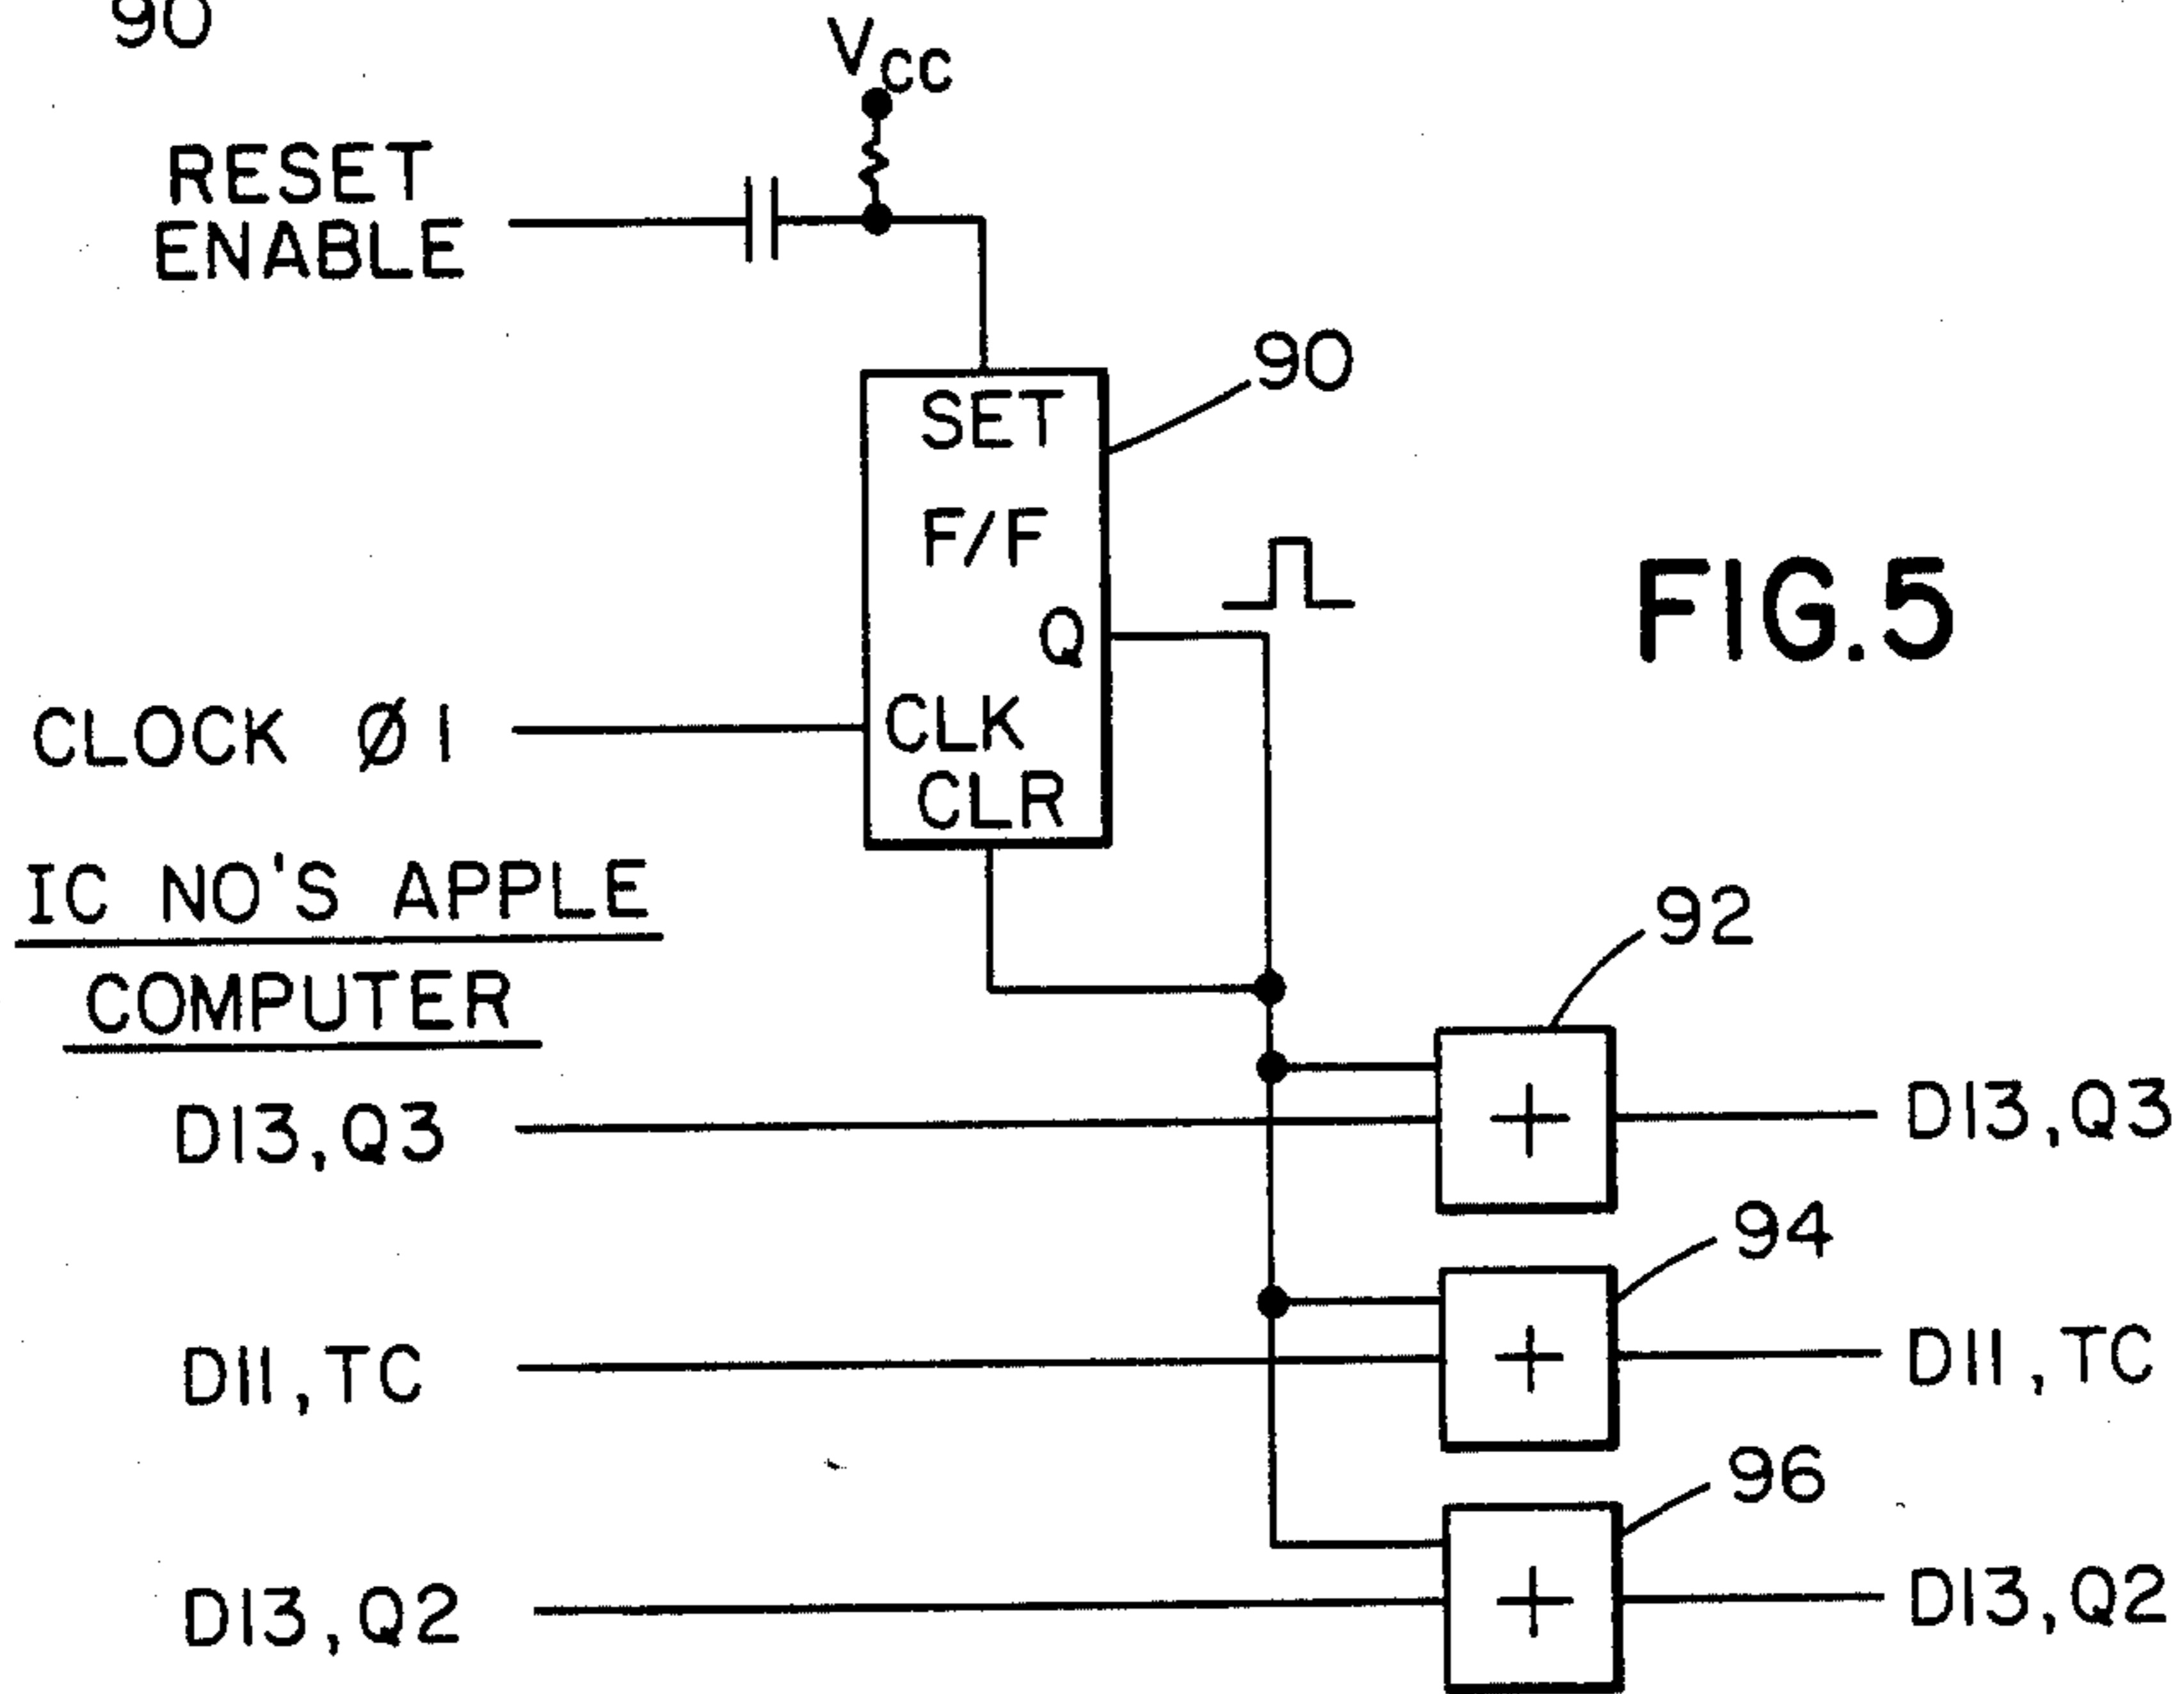 90
VCC
RESET
ENABLE
90
SET
F/F
Q
FIG.5
CLOCK Ø1
CLK
CLR
IC NO'S APPLE
COMPUTER
92
D13,Q3
+
D13,Q3
94
D11,TC
+
D11,TC
96
D13,Q2
+
D13,Q2